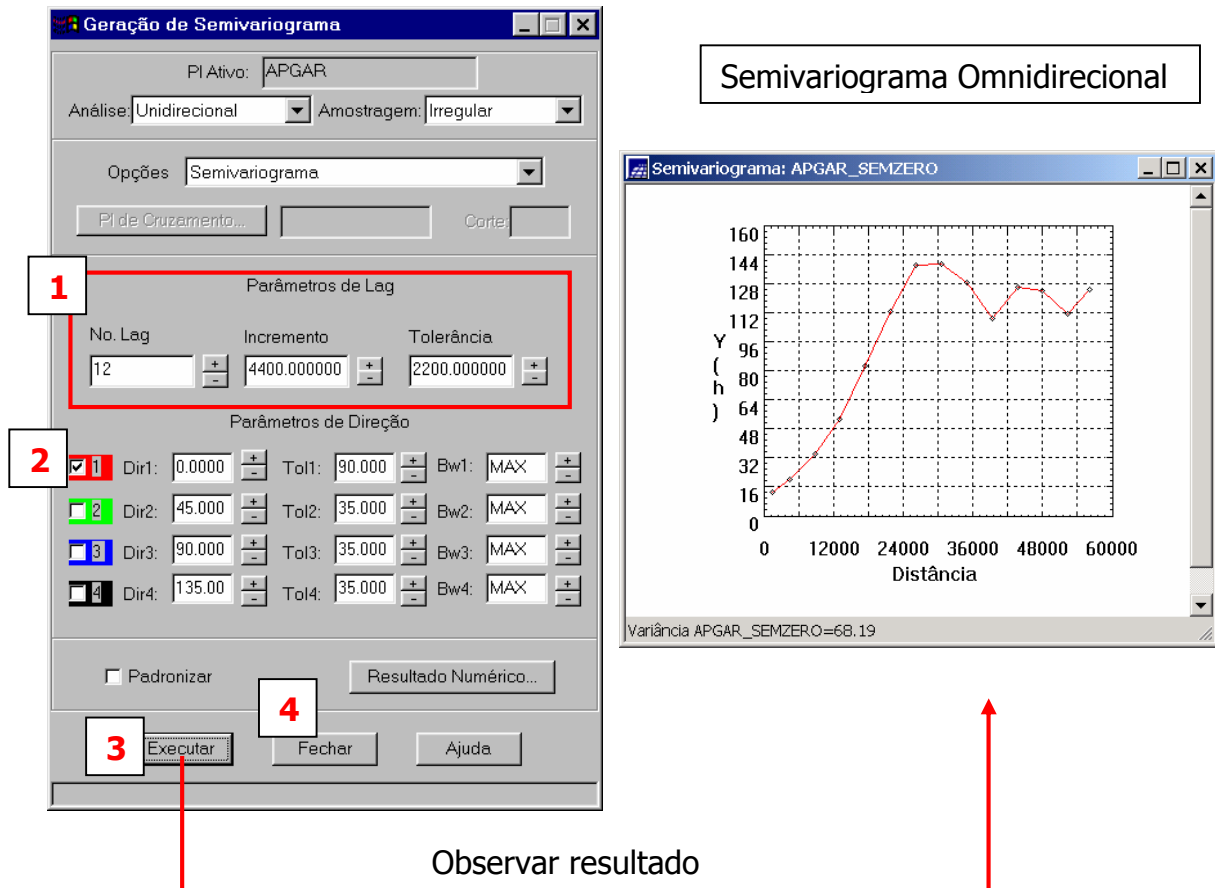 Geração de Semivariograma
PI Ativo: APGAR
Análise: Unidirecional Amostragem: Irregular
Opções Semivariograma
PI de Cruzamento... Corte:
1
Parâmetros de Lag
No. Lag Incremento Tolerância
12 + - 4400.000000 + - 2200.000000 + -
Parâmetros de Direção
2
1 Dir1: 0.0000 + - Tol1: 90.000 + - Bw1: MAX + -
2 Dir2: 45.000 + - Tol2: 35.000 + - Bw2: MAX + -
3 Dir3: 90.000 + - Tol3: 35.000 + - Bw3: MAX + -
4 Dir4: 135.00 + - Tol4: 35.000 + - Bw4: MAX + -
Padronizar Resultado Numérico...
4
3
Executar Fechar Ajuda
Semivariograma Omnidirecional
Semivariograma: APGAR_SEMZERO
160
144
128
112
96
80
64
48
32
16
0
Y(h)
0 12000 24000 36000 48000 60000
Distância
Variância APGAR_SEMZERO=68.19
Observar resultado